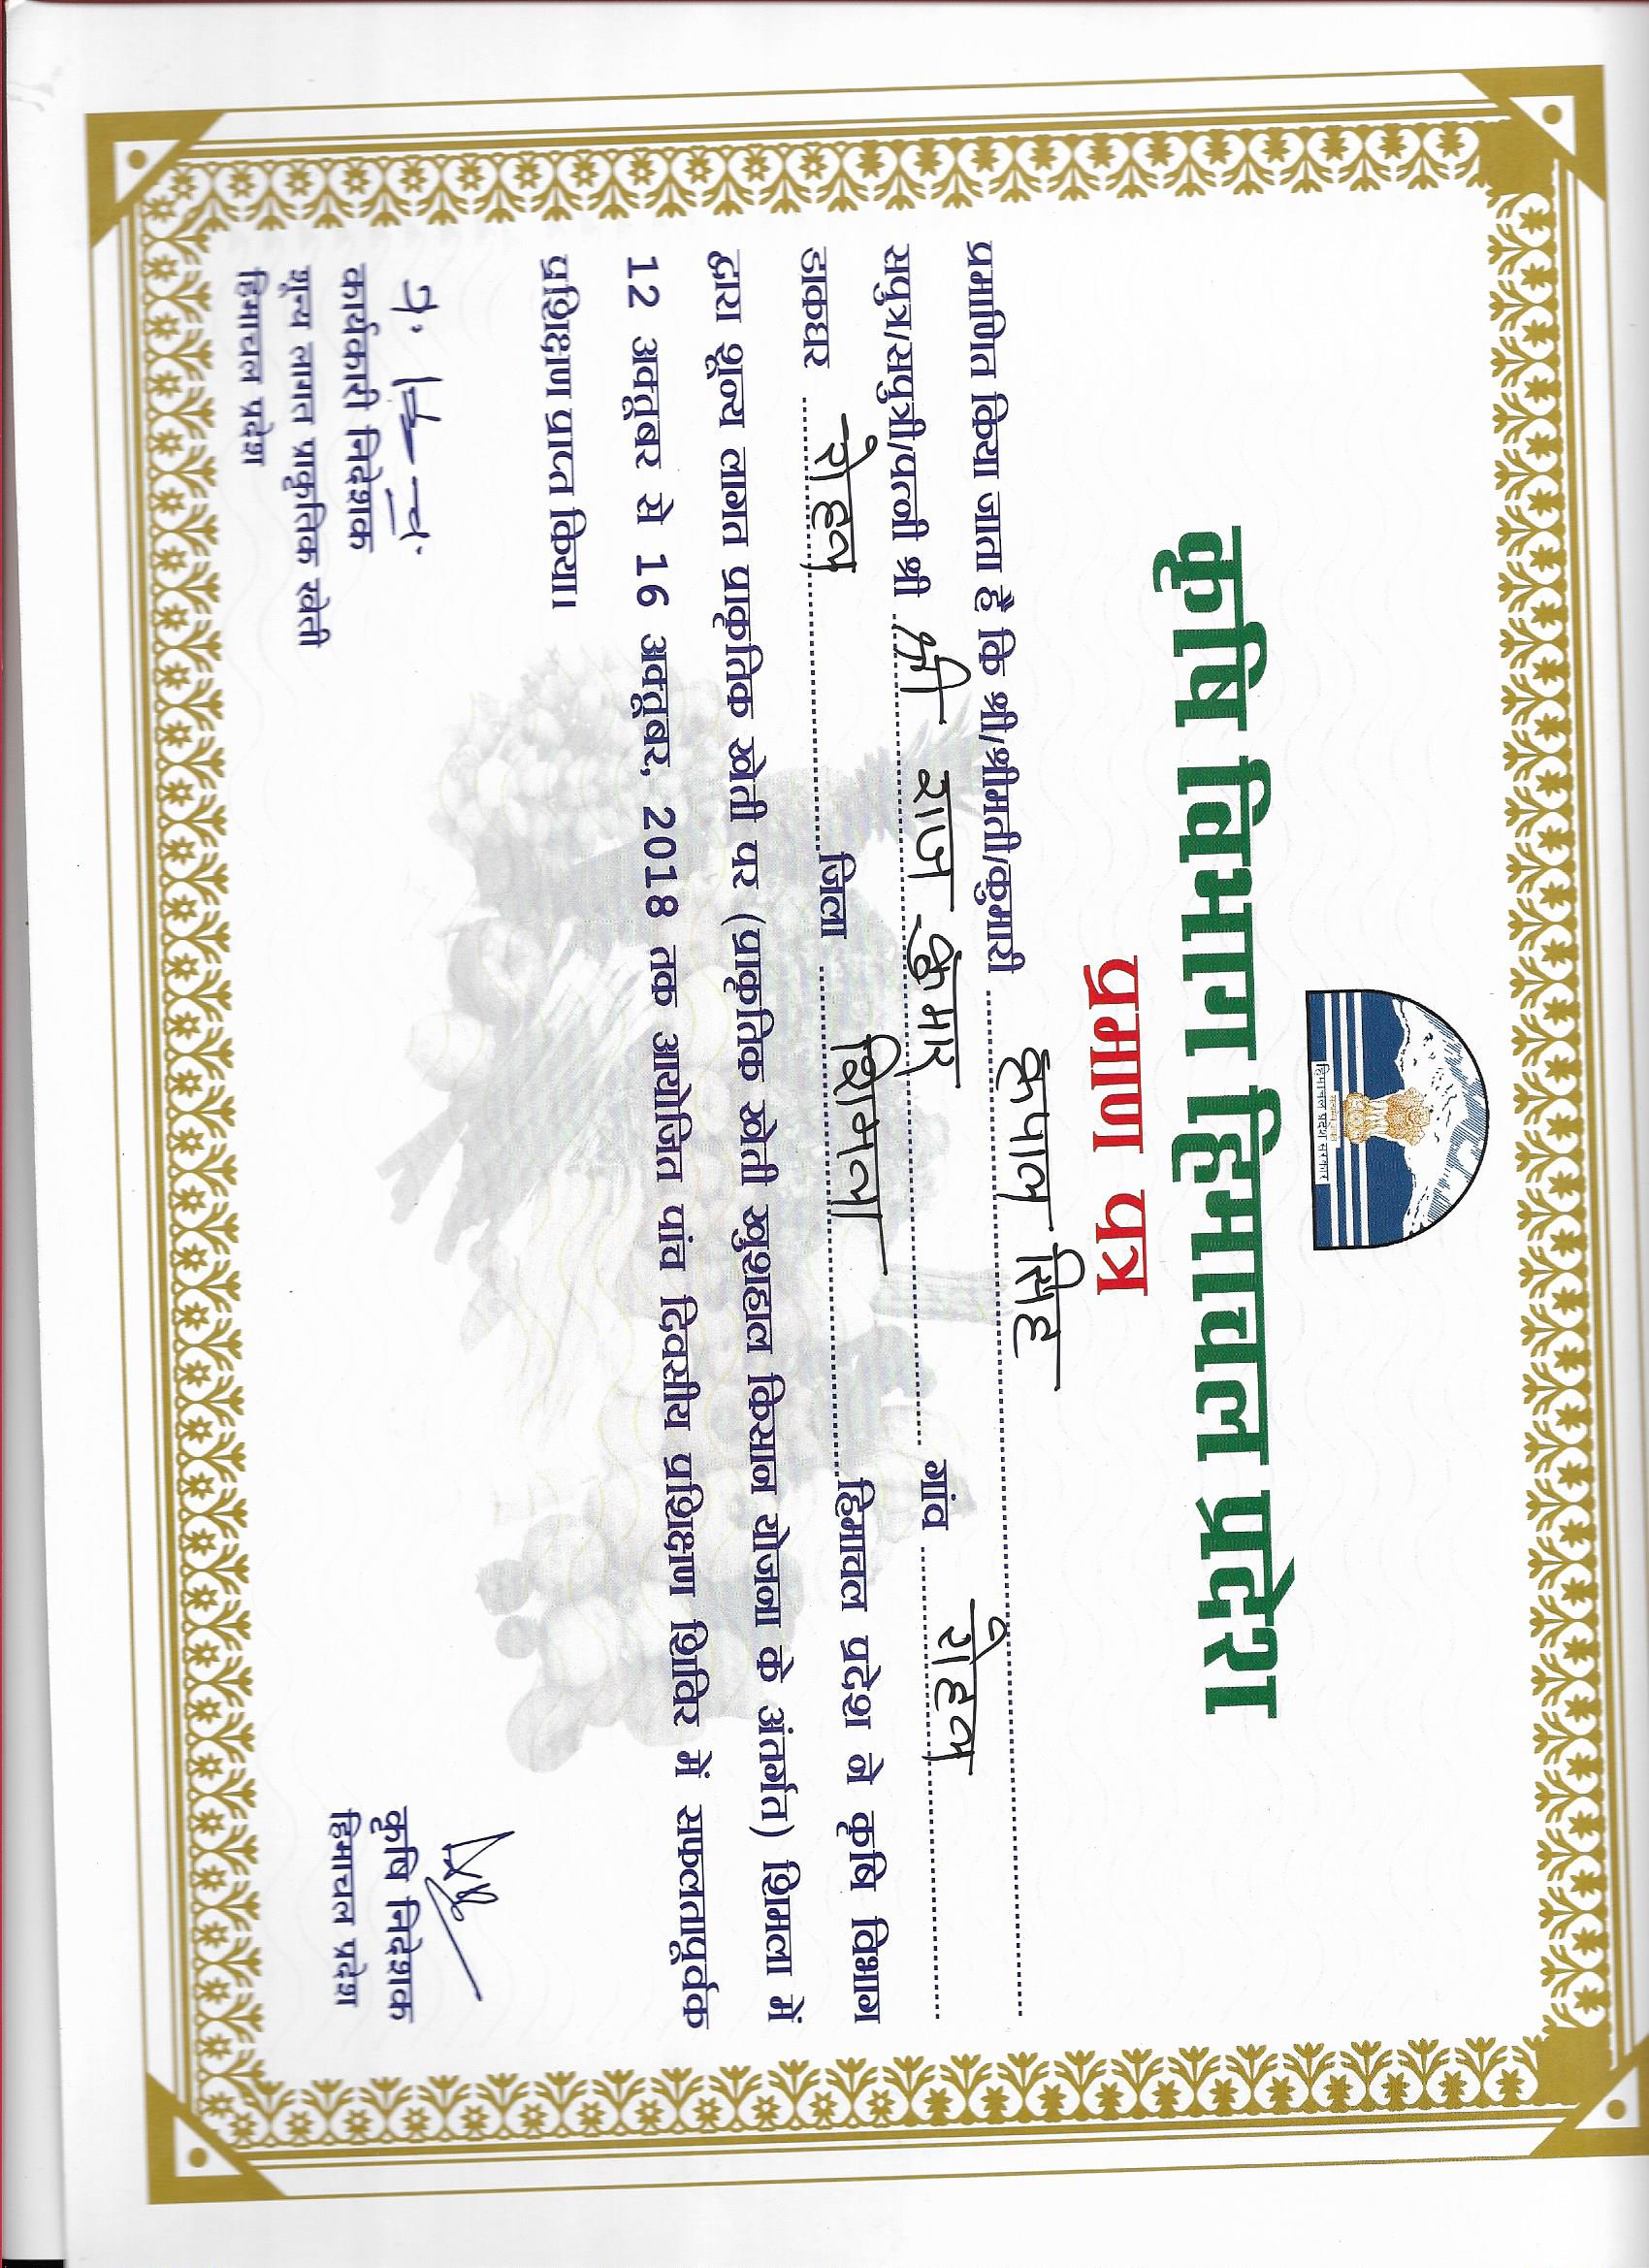 सत्यमेव जयते
हिमाचल प्रदेश सरकार
कृषि विभाग हिमाचल प्रदेश
प्रमाण पत्र
प्रमाणित किया जाता है कि श्री/श्रीमती/कुमारी कृपाल सिंह
सपुत्र/सपुत्री/पत्नी श्री श्री राज कुमार गांव रोहल
डाकघर रोहल जिला शिमला हिमाचल प्रदेश ने कृषि विभाग
द्वारा शून्य लागत प्राकृतिक खेती पर (प्राकृतिक खेती खुशहाल किसान योजना के अंतर्गत) शिमला में
12 अक्तूबर से 16 अक्तूबर, 2018 तक आयोजित पांच दिवसीय प्रशिक्षण शिविर में सफलतापूर्वक
प्रशिक्षण प्राप्त किया।
कार्यकारी निदेशक
शून्य लागत प्राकृतिक खेती
हिमाचल प्रदेश
कृषि निदेशक
हिमाचल प्रदेश